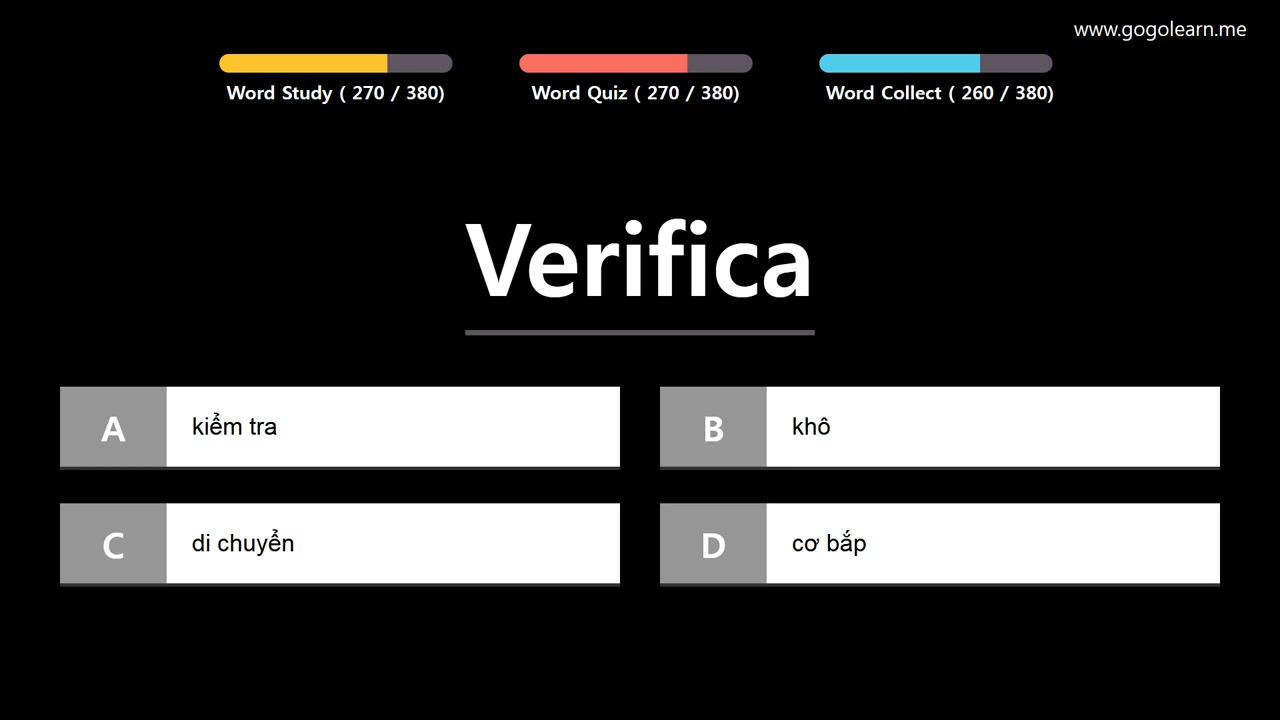 www.gogolearn.me
Word Study ( 270 / 380)
Word Quiz ( 270 / 380)
Word Collect ( 260 / 380)
Verifica
A
kiểm tra
B
khô
C
di chuyển
D
cơ bắp